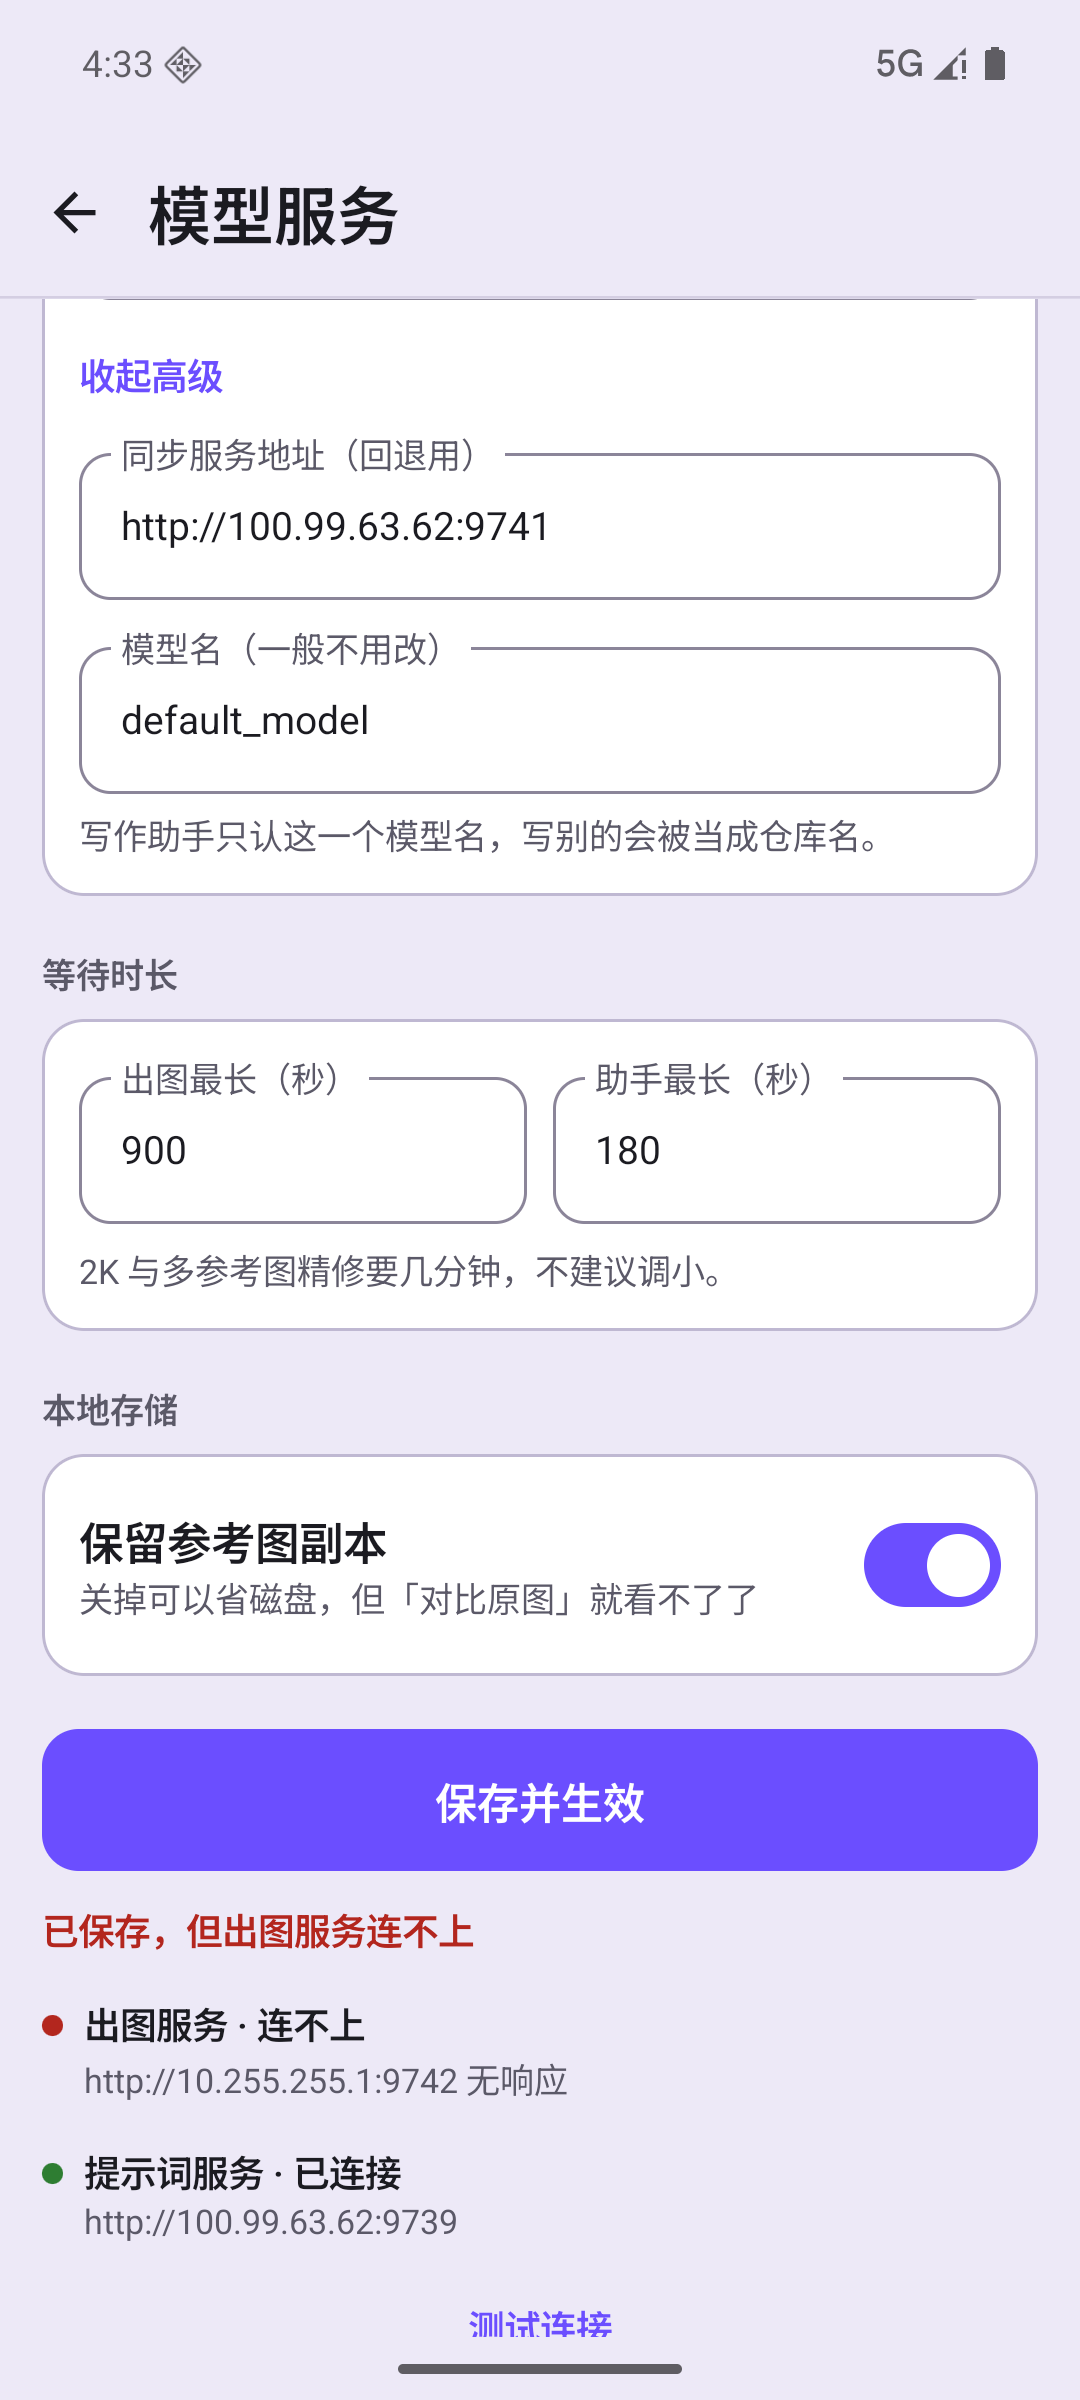 4:33
5G
模型服务
收起高级
同步服务地址（回退用）
http://100.99.63.62:9741
模型名（一般不用改）
default_model
写作助手只认这一个模型名，写别的会被当成仓库名。
等待时长
出图最长（秒）
900
助手最长（秒）
180
2K 与多参考图精修要几分钟，不建议调小。
本地存储
保留参考图副本
关掉可以省磁盘，但「对比原图」就看不了了
保存并生效
已保存，但出图服务连不上
出图服务 · 连不上
http://10.255.255.1:9742 无响应
提示词服务 · 已连接
http://100.99.63.62:9739
测试连接